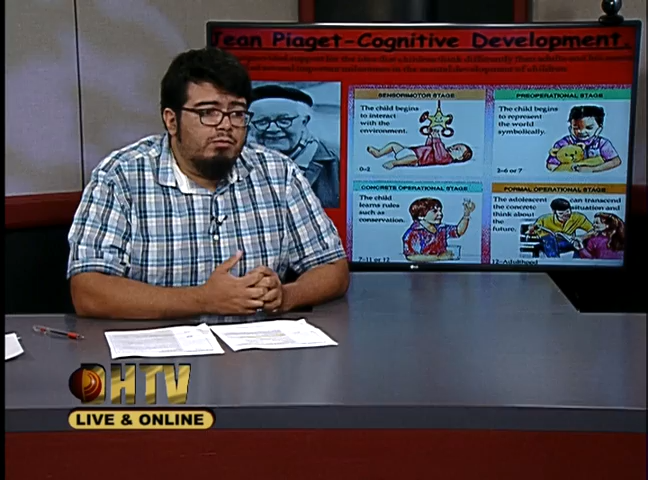 Jean Piaget-Cognitive Development.
SENSORIMOTOR STAGE
The child begins
to interact
with the
environment.
0-2
PREOPERATIONAL STAGE
The child begins
to represent
the world
symbolically.
2-6 or 7
CONCRETE OPERATIONAL STAGE
The child
learns rules
such as
conservation.
7-11 or 12
FORMAL OPERATIONAL STAGE
The adolescent can transcend
the concrete situation and
think about
the
future.
12-Adulthood
DHTV
LIVE & ONLINE